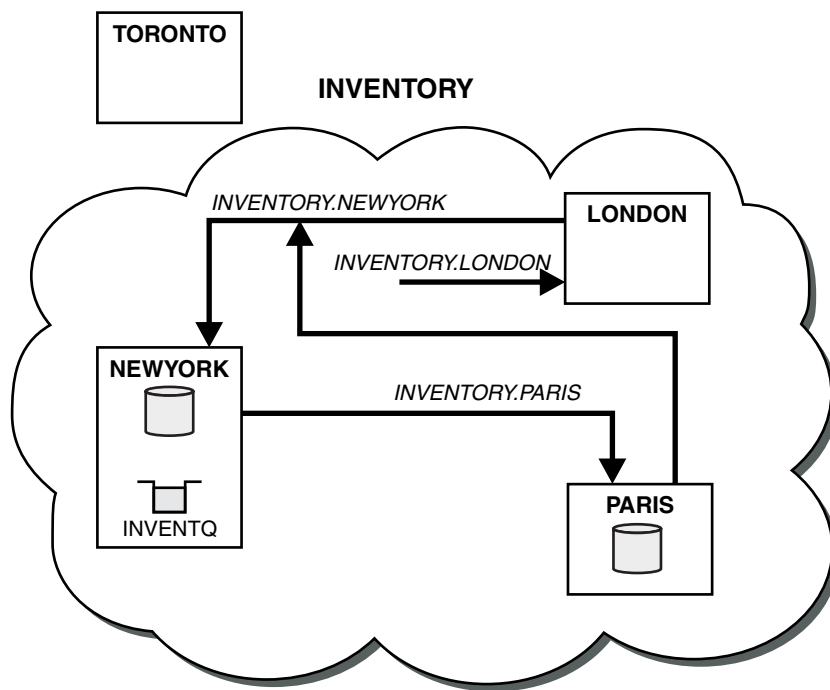 TORONTO
INVENTORY
INVENTORY.NEWYORK
LONDON
INVENTORY.LONDON
NEWYORK
INVENTORY.PARIS
PARIS
INVENTQ